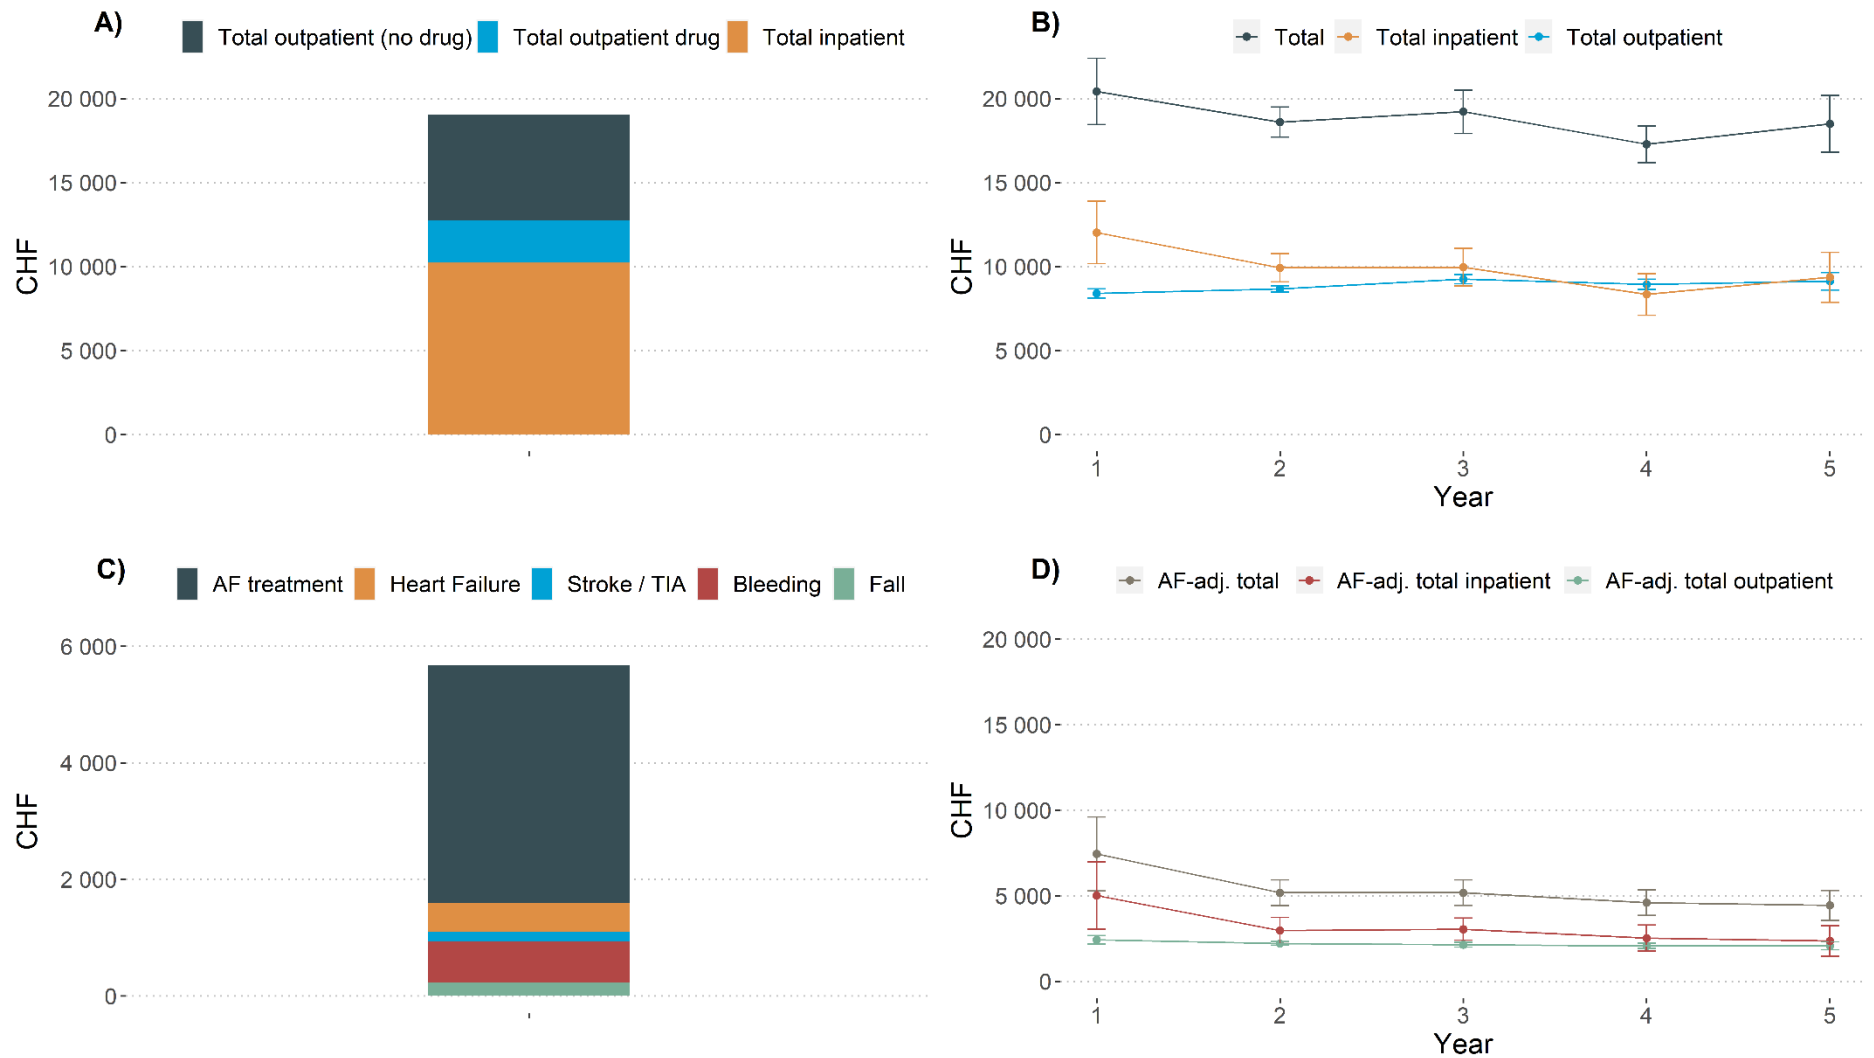 A)
Total outpatient (no drug) Total outpatient drug Total inpatient
20 000
15 000
10 000
5 000
0
CHF
B)
Total Total inpatient Total outpatient
20 000
15 000
10 000
5 000
0
CHF
1 2 3 4 5
Year
C)
AF treatment Heart Failure Stroke / TIA Bleeding Fall
6 000
4 000
2 000
0
CHF
D)
AF-adj. total AF-adj. total inpatient AF-adj. total outpatient
20 000
15 000
10 000
5 000
0
CHF
1 2 3 4 5
Year